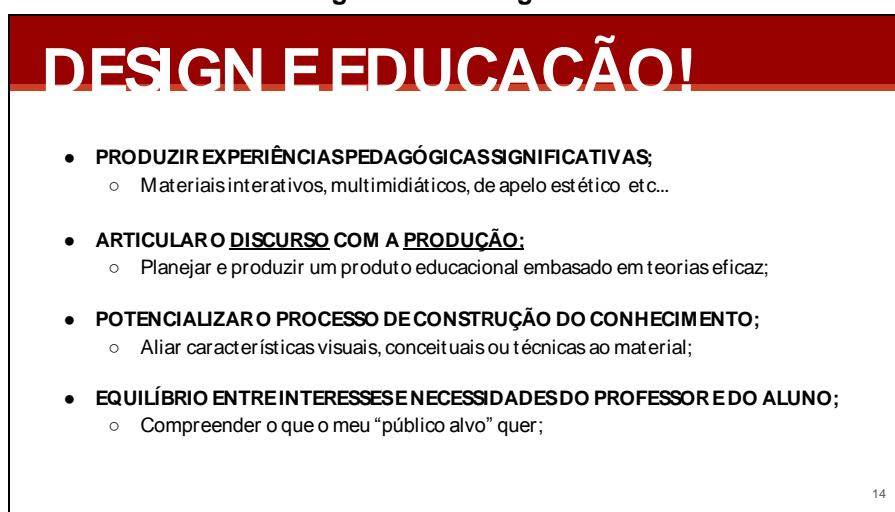 DESIGN E EDUCAÇÃO!
● PRODUZIR EXPERIÊNCIAS PEDAGÓGICAS SIGNIFICATIVAS;
○ Materiais interativos, multimidiáticos, de apelo estético etc...
● ARTICULAR O DISCURSO COM A PRODUÇÃO;
○ Planejar e produzir um produto educacional embasado em teorias eficaz;
● POTENCIALIZAR O PROCESSO DE CONSTRUÇÃO DO CONHECIMENTO;
○ Aliar características visuais, conceituais ou técnicas ao material;
● EQUILÍBRIO ENTRE INTERESSES E NECESSIDADES DO PROFESSOR E DO ALUNO;
○ Compreender o que o meu “público alvo” quer;
14